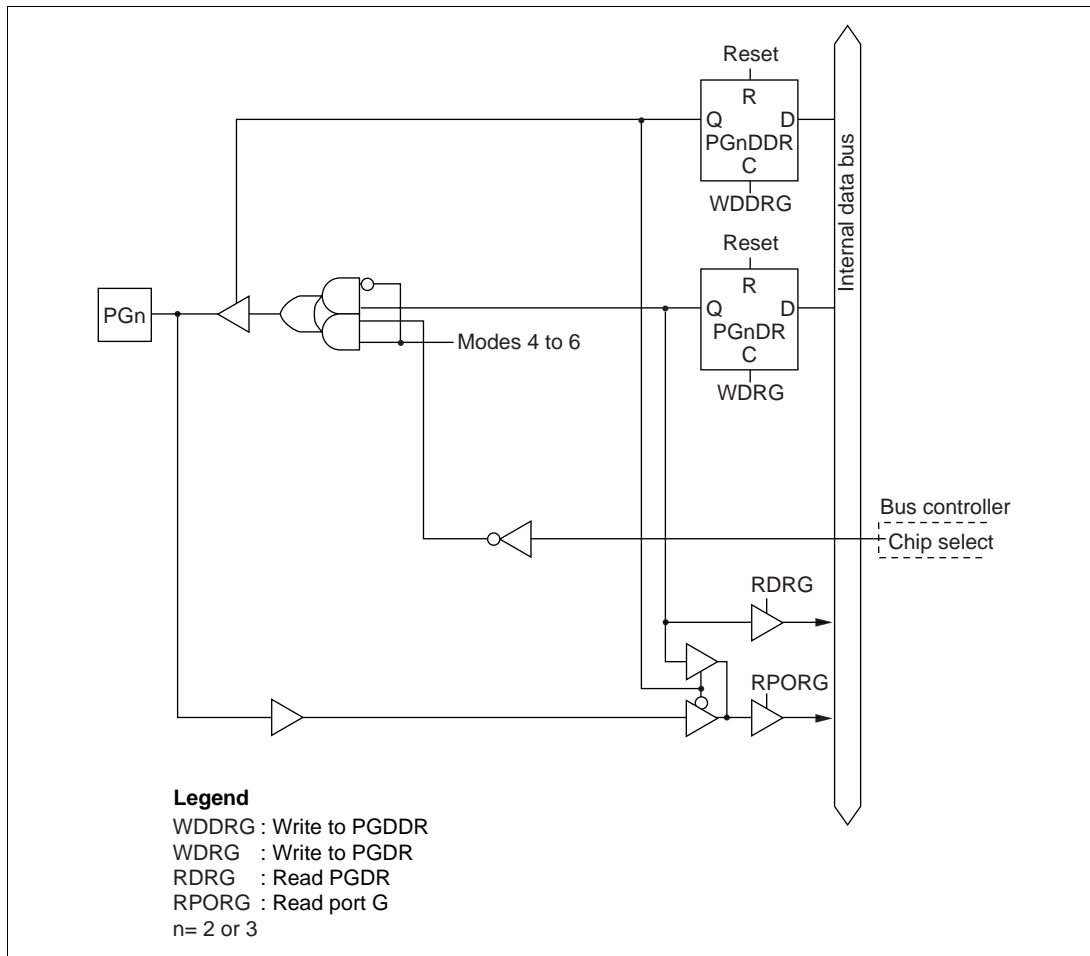 Reset
R
Q D
PGnDDR
C
WDDRG
Internal data bus
Reset
R
Q D
PGnDR
C
WDRG
PGn
Modes 4 to 6
Bus controller
Chip select
RDRG
RPORG
Legend
WDDRG : Write to PGDDR
WDRG : Write to PGDR
RDRG : Read PGDR
RPORG : Read port G
n= 2 or 3